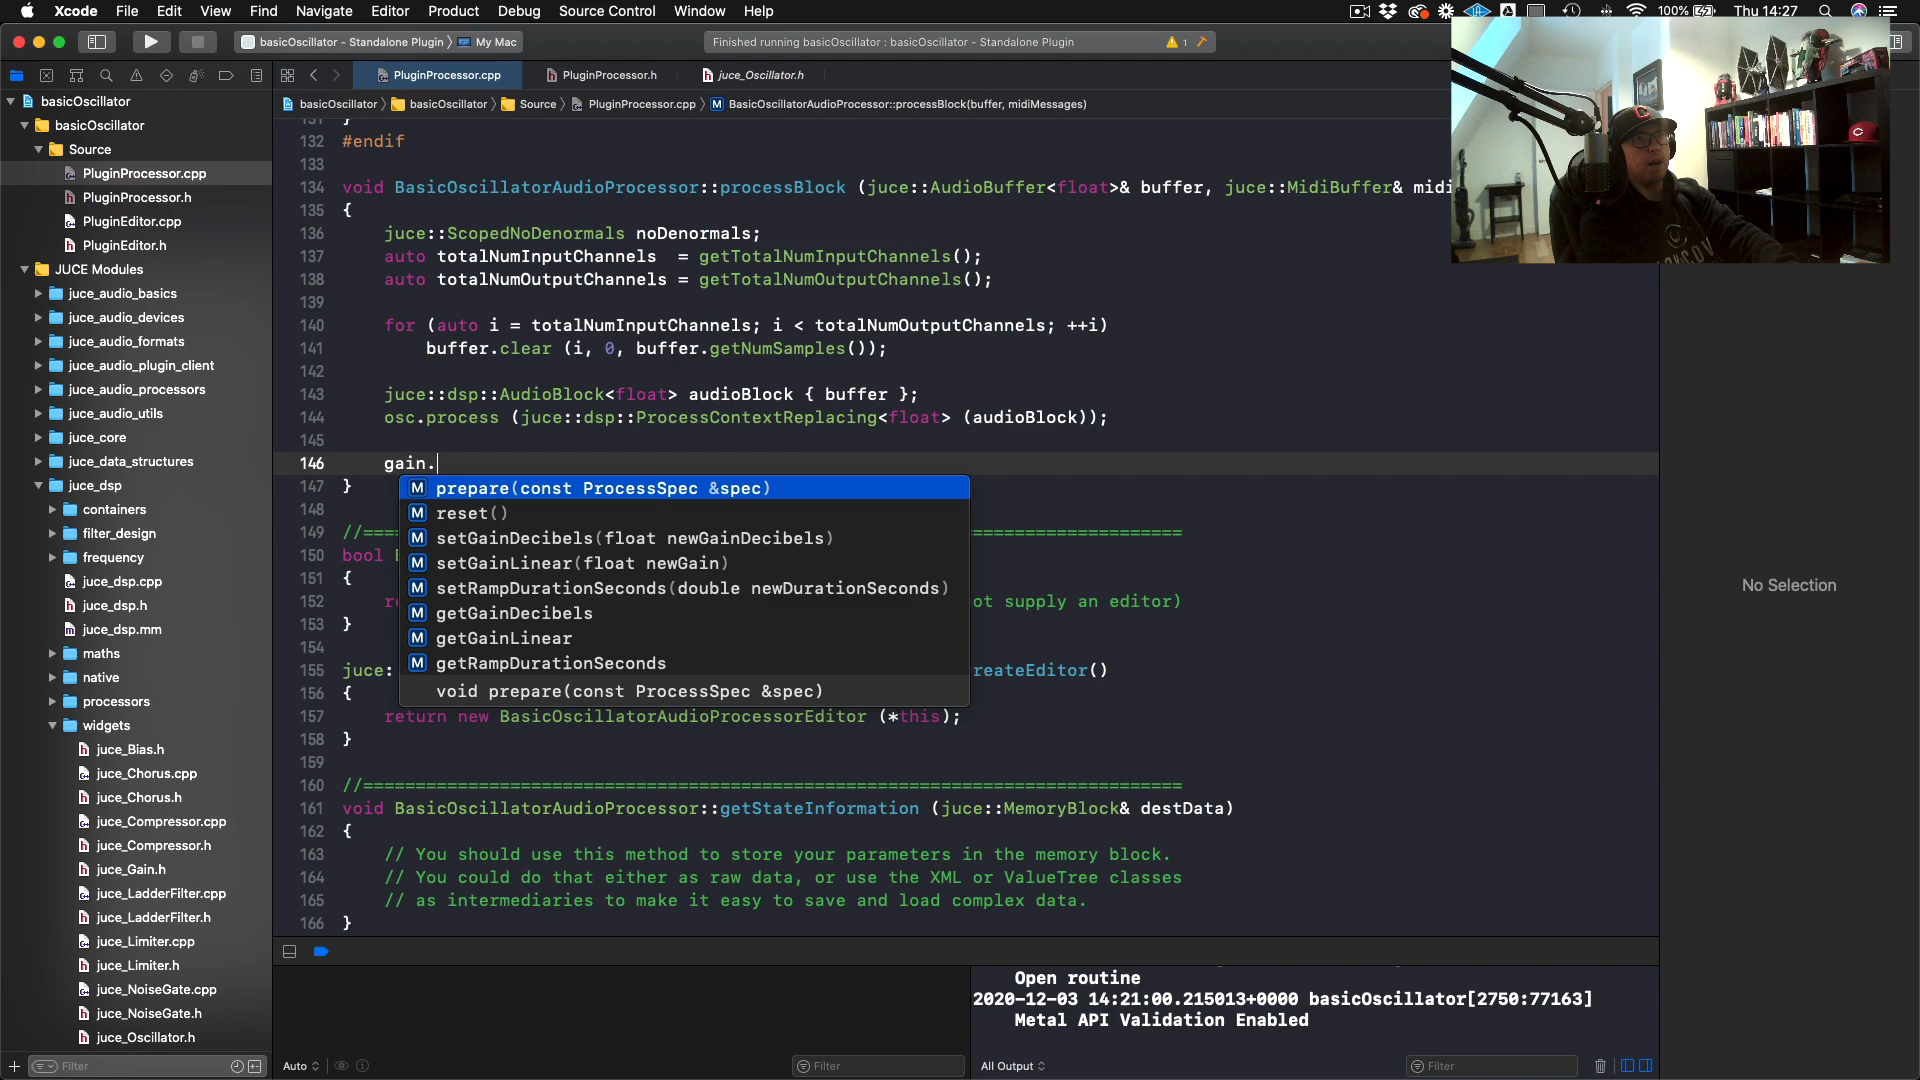 Xcode File Edit View Find Navigate Editor Product Debug Source Control Window Help 100% Thu 14:27
basicOscillator - Standalone Plugin My Mac
Finished running basicOscillator : basicOscillator - Standalone Plugin 1
PluginProcessor.cpp PluginProcessor.h juce_Oscillator.h
basicOscillator basicOscillator Source PluginProcessor.cpp M BasicOscillatorAudioProcessor::processBlock(buffer, midiMessages)
basicOscillator
basicOscillator
Source
PluginProcessor.cpp
PluginProcessor.h
PluginEditor.cpp
PluginEditor.h
JUCE Modules
juce_audio_basics
juce_audio_devices
juce_audio_formats
juce_audio_plugin_client
juce_audio_processors
juce_audio_utils
juce_core
juce_data_structures
juce_dsp
containers
filter_design
frequency
juce_dsp.cpp
juce_dsp.h
juce_dsp.mm
maths
native
processors
widgets
juce_Bias.h
juce_Chorus.cpp
juce_Chorus.h
juce_Compressor.cpp
juce_Compressor.h
juce_Gain.h
juce_LadderFilter.cpp
juce_LadderFilter.h
juce_Limiter.cpp
juce_Limiter.h
juce_NoiseGate.cpp
juce_NoiseGate.h
juce_Oscillator.h
Filter
131 }
132 #endif
133
134 void BasicOscillatorAudioProcessor::processBlock (juce::AudioBuffer<float>& buffer, juce::MidiBuffer& midi
135 {
136 juce::ScopedNoDenormals noDenormals;
137 auto totalNumInputChannels  = getTotalNumInputChannels();
138 auto totalNumOutputChannels = getTotalNumOutputChannels();
139
140 for (auto i = totalNumInputChannels; i < totalNumOutputChannels; ++i)
141 buffer.clear (i, 0, buffer.getNumSamples());
142
143 juce::dsp::AudioBlock<float> audioBlock { buffer };
144 osc.process (juce::dsp::ProcessContextReplacing<float> (audioBlock));
145
146 gain.
147 }
M prepare(const ProcessSpec &spec)
M reset()
M setGainDecibels(float newGainDecibels)
M setGainLinear(float newGain)
M setRampDurationSeconds(double newDurationSeconds)
M getGainDecibels
M getGainLinear
M getRampDurationSeconds
void prepare(const ProcessSpec &spec)
148
149 //==== ====================
150 bool
151 {
152 ot supply an editor)
153 }
154
155 juce: reateEditor()
156 {
157 return new BasicOscillatorAudioProcessorEditor (*this);
158 }
159
160 //==============================================================================
161 void BasicOscillatorAudioProcessor::getStateInformation (juce::MemoryBlock& destData)
162 {
163 // You should use this method to store your parameters in the memory block.
164 // You could do that either as raw data, or use the XML or ValueTree classes
165 // as intermediaries to make it easy to save and load complex data.
166 }
No Selection
Open routine
2020-12-03 14:21:00.215013+0000 basicOscillator[2750:77163]
Metal API Validation Enabled
Auto Filter All Output Filter